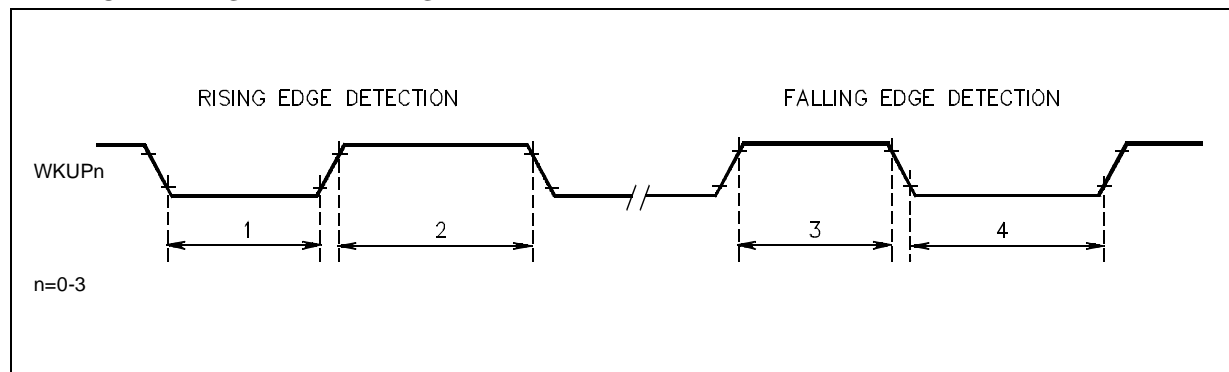 RISING EDGE DETECTION
FALLING EDGE DETECTION
WKUPn
1
2
3
4
n=0-3